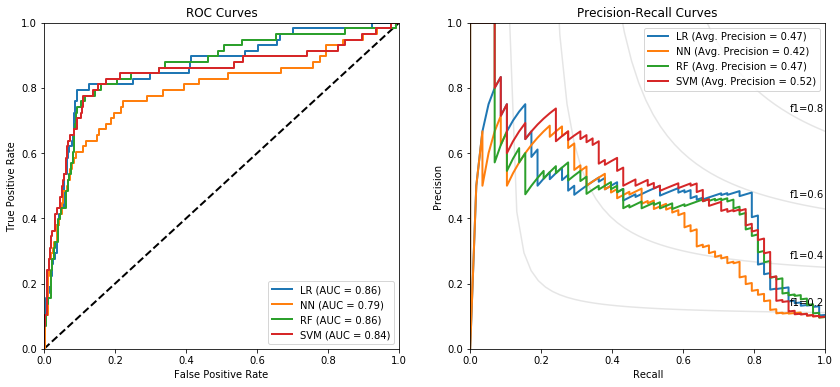 ROC Curves
True Positive Rate
1.0
0.8
0.6
0.4
0.2
0.0
LR (AUC = 0.86)
NN (AUC = 0.79)
RF (AUC = 0.86)
SVM (AUC = 0.84)
0.0 0.2 0.4 0.6 0.8 1.0
False Positive Rate
Precision-Recall Curves
Precision
1.0
0.8
0.6
0.4
0.2
0.0
LR (Avg. Precision = 0.47)
NN (Avg. Precision = 0.42)
RF (Avg. Precision = 0.47)
SVM (Avg. Precision = 0.52)
f1=0.8
f1=0.6
f1=0.4
f1=0.2
0.0 0.2 0.4 0.6 0.8 1.0
Recall